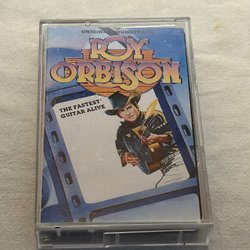 ORIGINAL SOUNDTRACK
ROY
ORBISON
THE FASTEST
GUITAR ALIVE